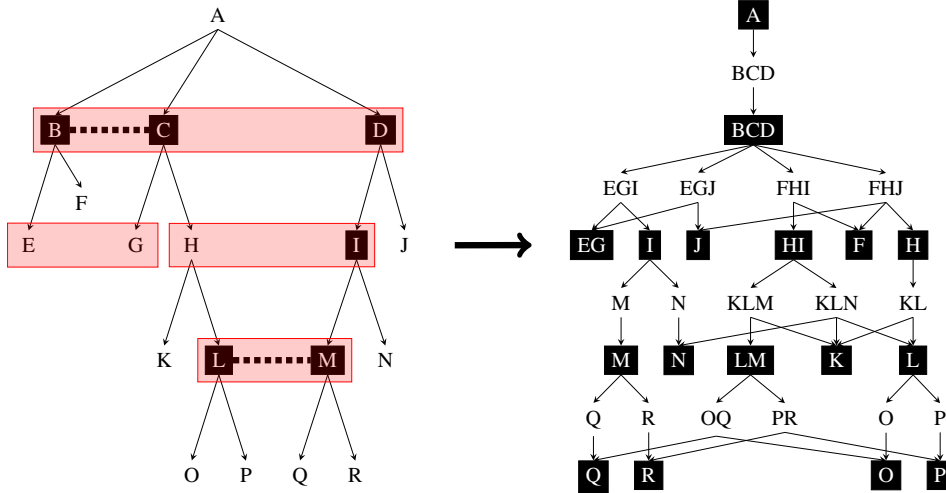 A
B C D
F
E G H I J
K L M N
O P Q R
A
BCD
BCD
EGI EGJ FHI FHJ
EG I J HI F H
M N KLM KLN KL
M N LM K L
Q R OQ PR O P
Q R O P